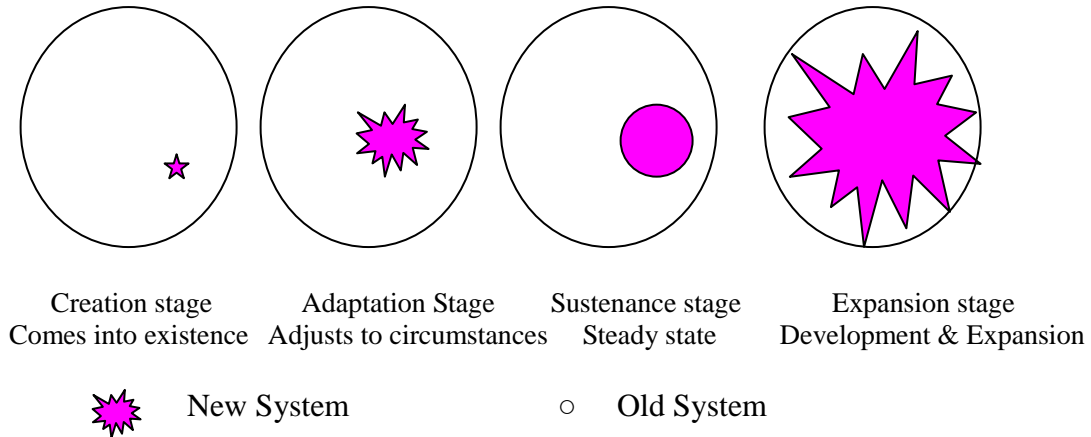 Creation stage
Comes into existence
Adaptation Stage
Adjusts to circumstances
Sustenance stage
Steady state
Expansion stage
Development & Expansion
New System
Old System